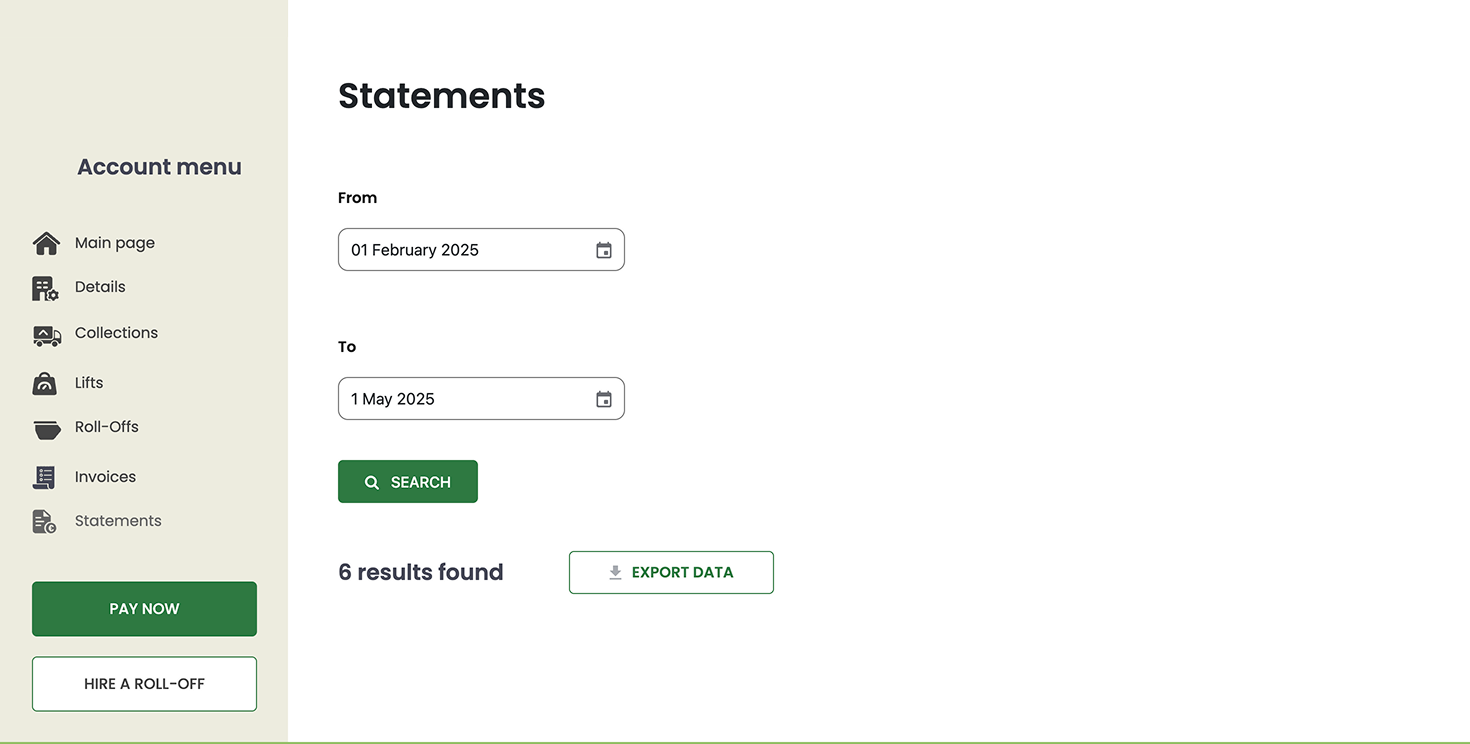 Account menu
Main page
Details
Collections
Lifts
Roll-Offs
Invoices
Statements
PAY NOW
HIRE A ROLL-OFF
Statements
From
01 February 2025
To
1 May 2025
SEARCH
6 results found
EXPORT DATA